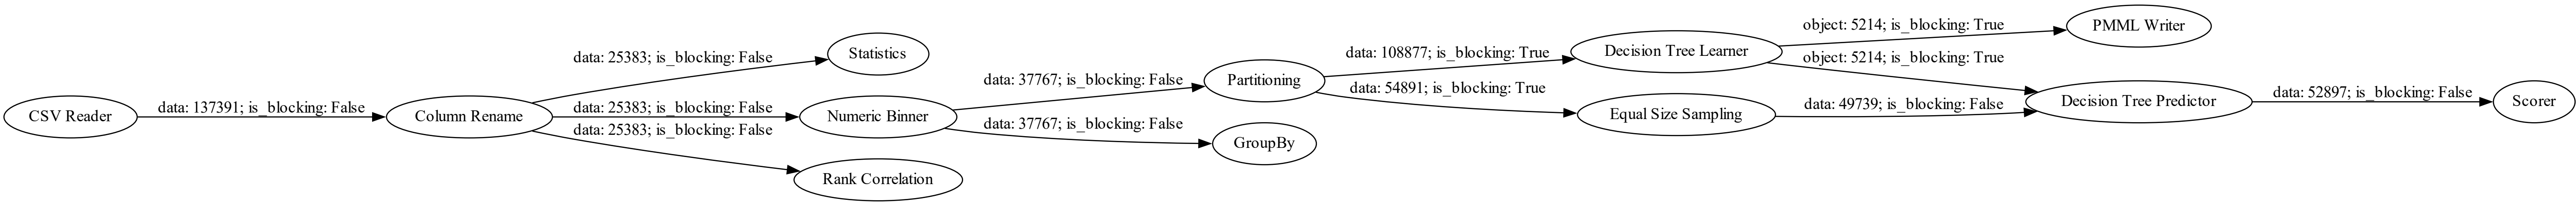 CSV Reader
data: 137391; is_blocking: False
Column Rename
data: 25383; is_blocking: False
Statistics
data: 25383; is_blocking: False
Numeric Binner
data: 25383; is_blocking: False
Rank Correlation
data: 37767; is_blocking: False
Partitioning
data: 37767; is_blocking: False
GroupBy
data: 108877; is_blocking: True
Decision Tree Learner
data: 54891; is_blocking: True
Equal Size Sampling
object: 5214; is_blocking: True
PMML Writer
object: 5214; is_blocking: True
data: 49739; is_blocking: False
Decision Tree Predictor
data: 52897; is_blocking: False
Scorer